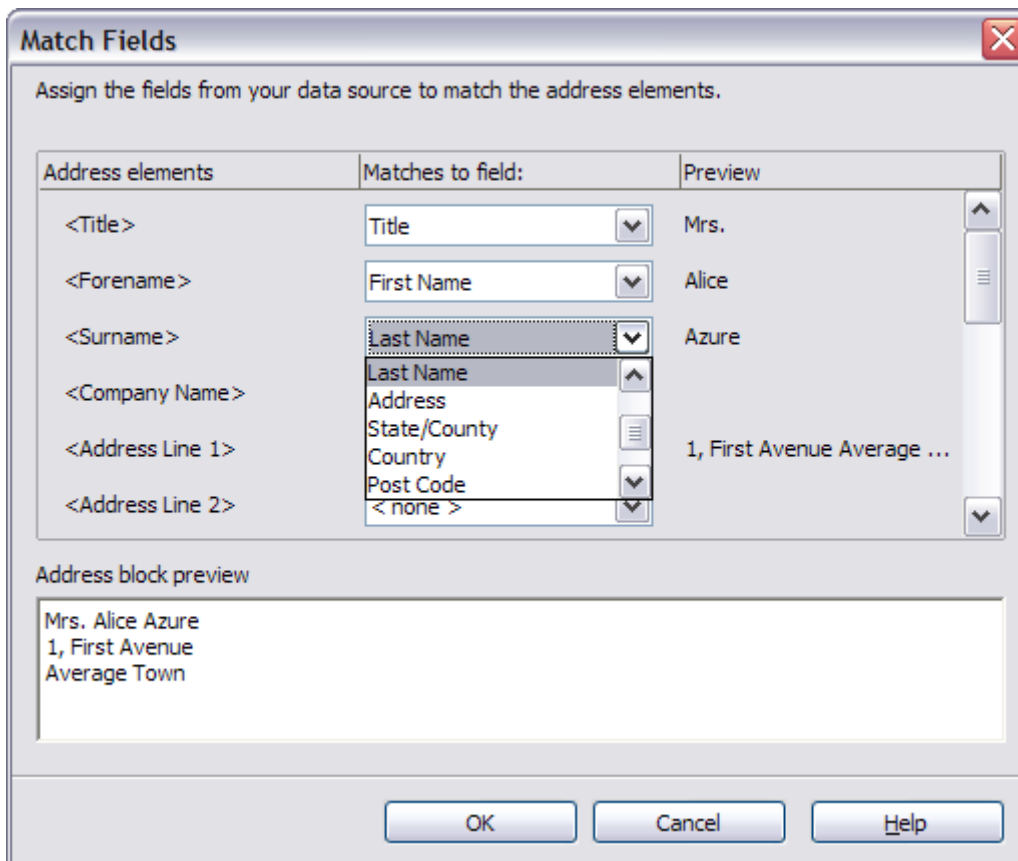 Match Fields
Assign the fields from your data source to match the address elements.
Address elements Matches to field: Preview
<Title> Title Mrs.
<Forename> First Name Alice
<Surname> Last Name Azure
Last Name
<Company Name>
Address
State/County
<Address Line 1> 1, First Avenue Average ...
Country
Post Code
<Address Line 2> < none >
Address block preview
Mrs. Alice Azure
1, First Avenue
Average Town
OK Cancel Help